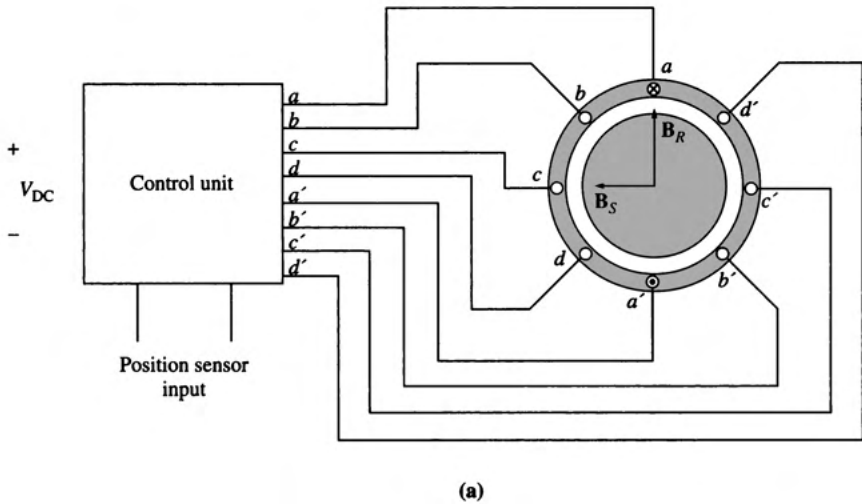 a
b
c
d
a′
b′
c′
d′
+
V_DC
−
Control unit
Position sensor
input
a
b
d′
B_R
c
B_S
c′
d
a′
b′
(a)